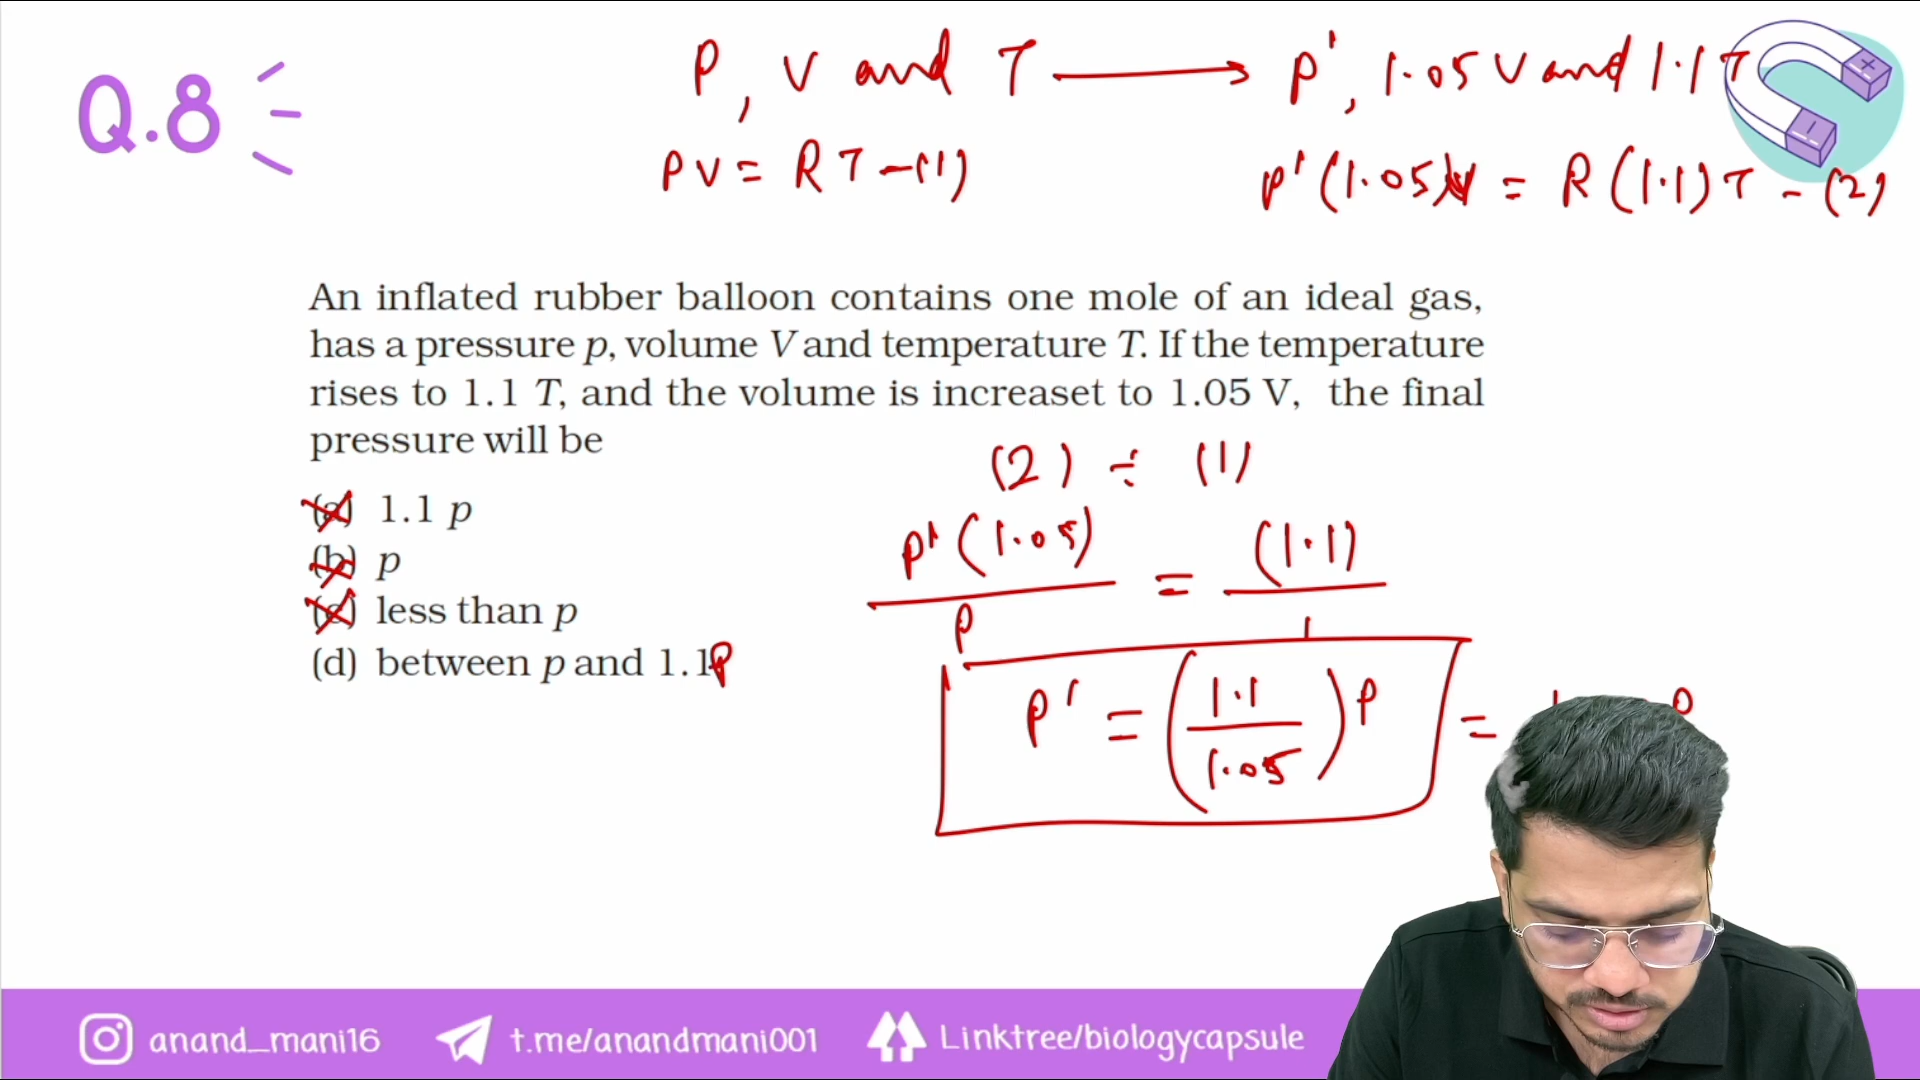 Q.8
P, V and T → P', 1.05 V and 1.1 T
PV = RT -(1)
P'(1.05)V = R(1.1)T - (2)
An inflated rubber balloon contains one mole of an ideal gas,
has a pressure p, volume V and temperature T. If the temperature
rises to 1.1 T, and the volume is increaset to 1.05 V, the final
pressure will be
(a) 1.1 p
(b) p
(c) less than p
(d) between p and 1.1p
(2) ÷ (1)
P'(1.05) / P = (1.1) / 1
P' = (1.1 / 1.05) P =
anand_mani16
t.me/anandmani001
Linktree/biologycapsule